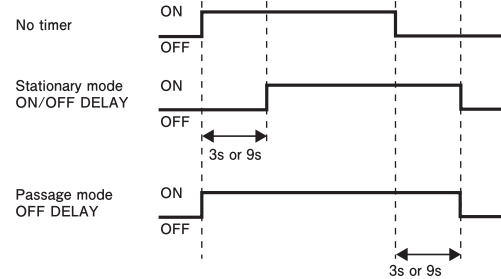 No timer
ON
OFF
Stationary mode
ON/OFF DELAY
ON
OFF
3s or 9s
Passage mode
OFF DELAY
ON
OFF
3s or 9s